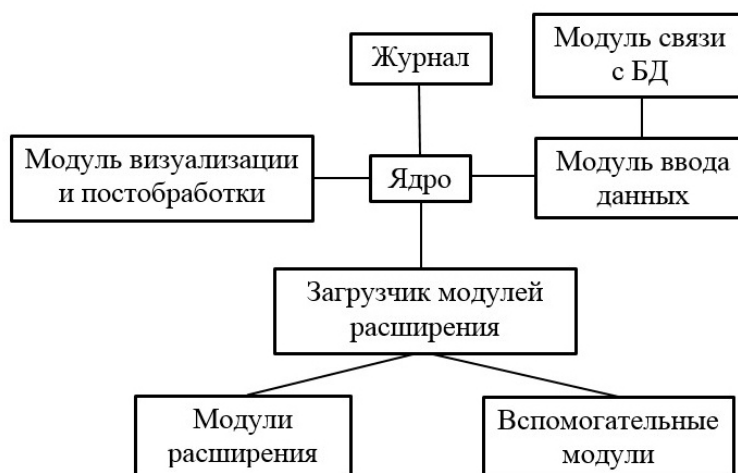 Журнал
Модуль связи
с БД
Модуль визуализации
и постобработки
Ядро
Модуль ввода
данных
Загрузчик модулей
расширения
Модули
расширения
Вспомогательные
модули